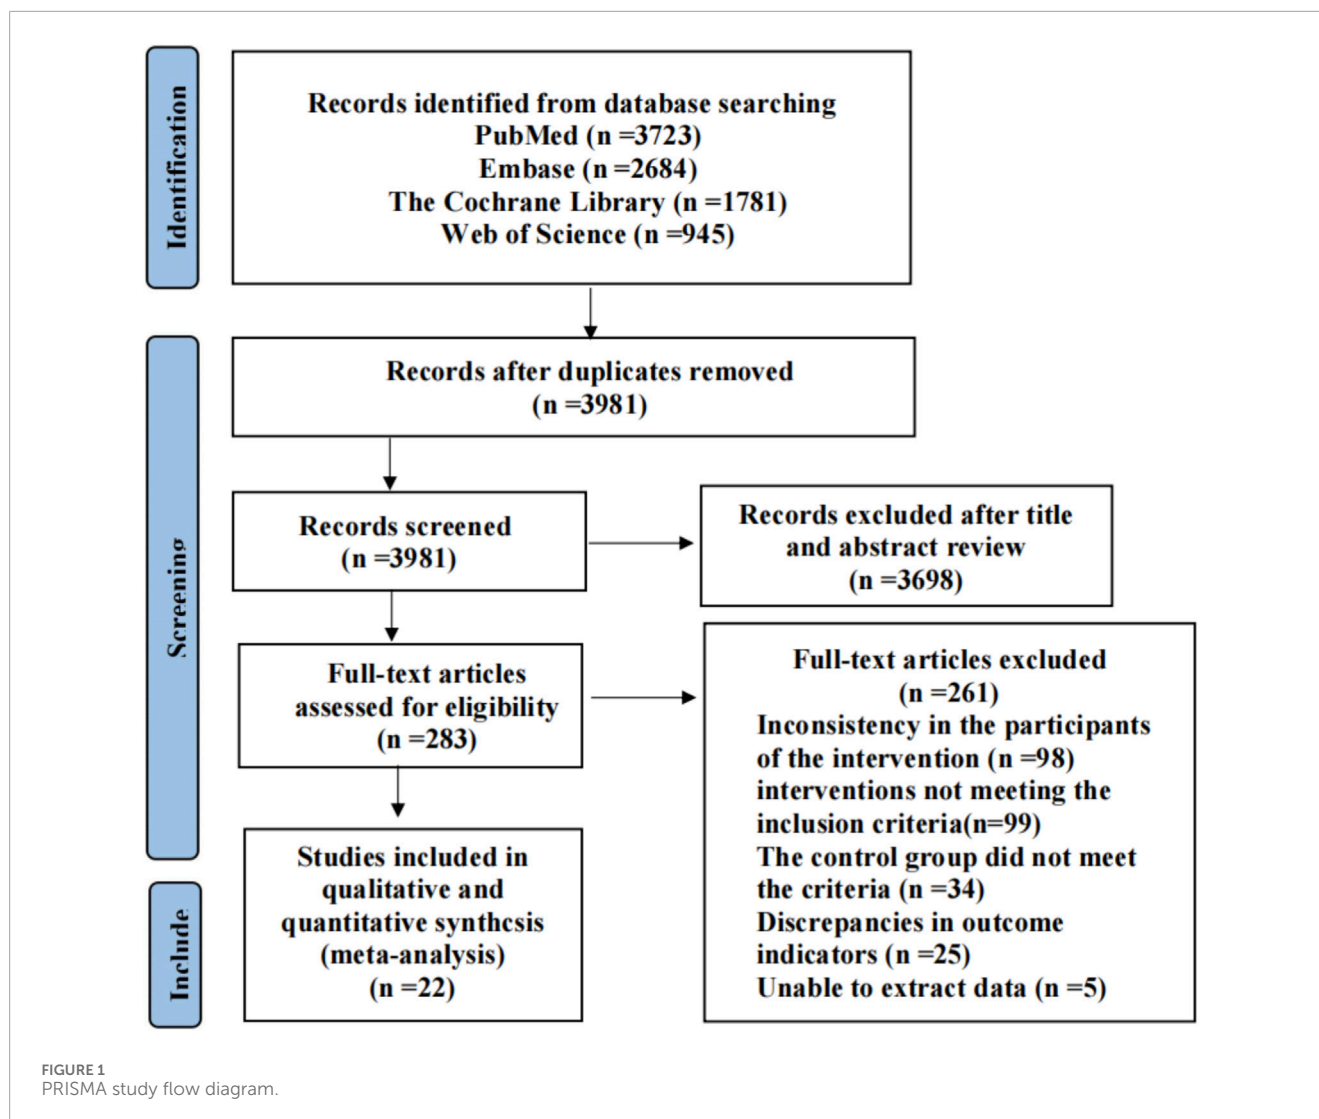 Identification
Records identified from database searching
PubMed (n =3723)
Embase (n =2684)
The Cochrane Library (n =1781)
Web of Science (n =945)
Screening
Records after duplicates removed
(n =3981)
Records screened
(n =3981)
Records excluded after title
and abstract review
(n =3698)
Full-text articles
assessed for eligibility
(n =283)
Full-text articles excluded
(n =261)
Inconsistency in the participants
of the intervention (n =98)
interventions not meeting the
inclusion criteria(n=99)
The control group did not meet
the criteria (n =34)
Discrepancies in outcome
indicators (n =25)
Unable to extract data (n =5)
Include
Studies included in
qualitative and
quantitative synthesis
(meta-analysis)
(n =22)
FIGURE 1
PRISMA study flow diagram.